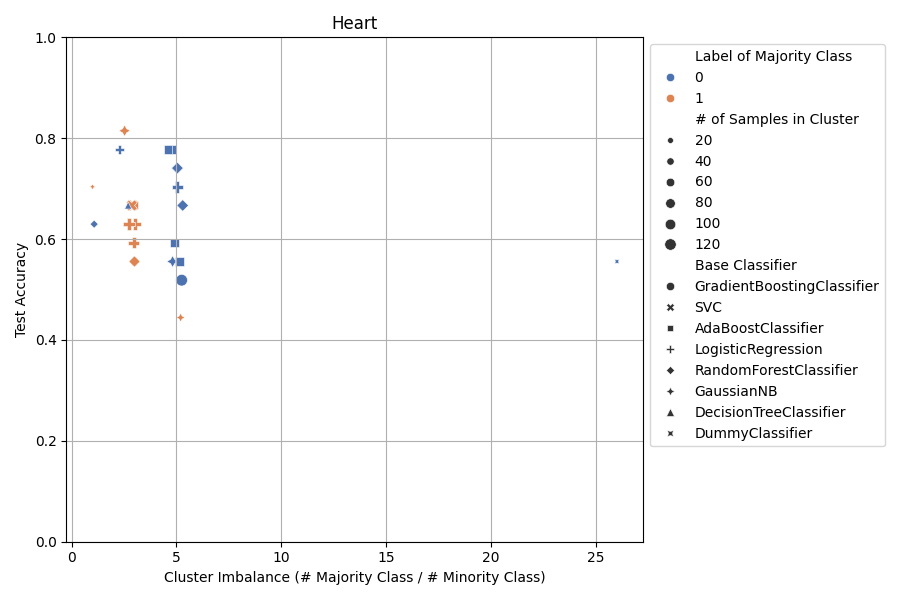 Heart
1.0
0.8
0.6
0.4
0.2
0.0
Test Accuracy
0
5
10
15
20
25
Cluster Imbalance (# Majority Class / # Minority Class)
Label of Majority Class
0
1
# of Samples in Cluster
20
40
60
80
100
120
Base Classifier
GradientBoostingClassifier
SVC
AdaBoostClassifier
LogisticRegression
RandomForestClassifier
GaussianNB
DecisionTreeClassifier
DummyClassifier